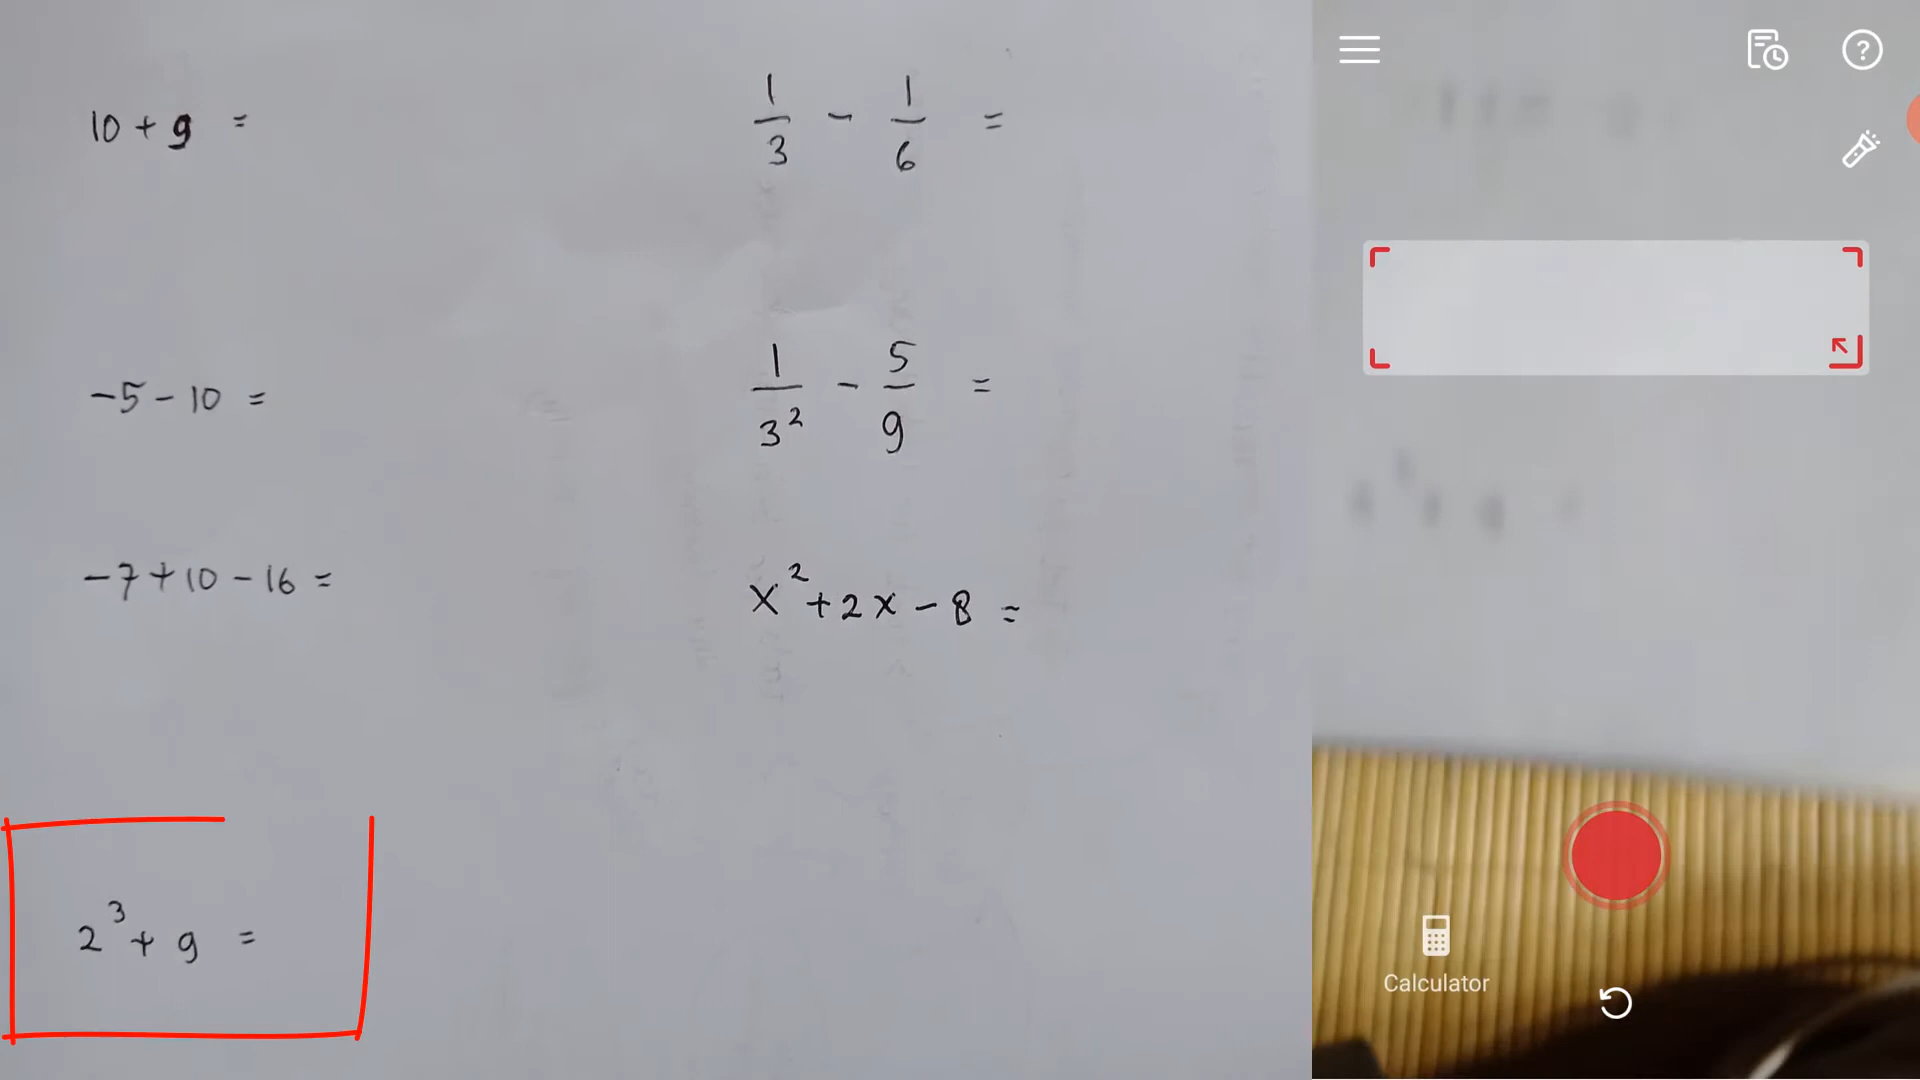 10 + 9 =
-5 - 10 =
-7 + 10 - 16 =
2³ + 9 =
1/3 - 1/6 =
1/3² - 5/9 =
x² + 2x - 8 =
Calculator